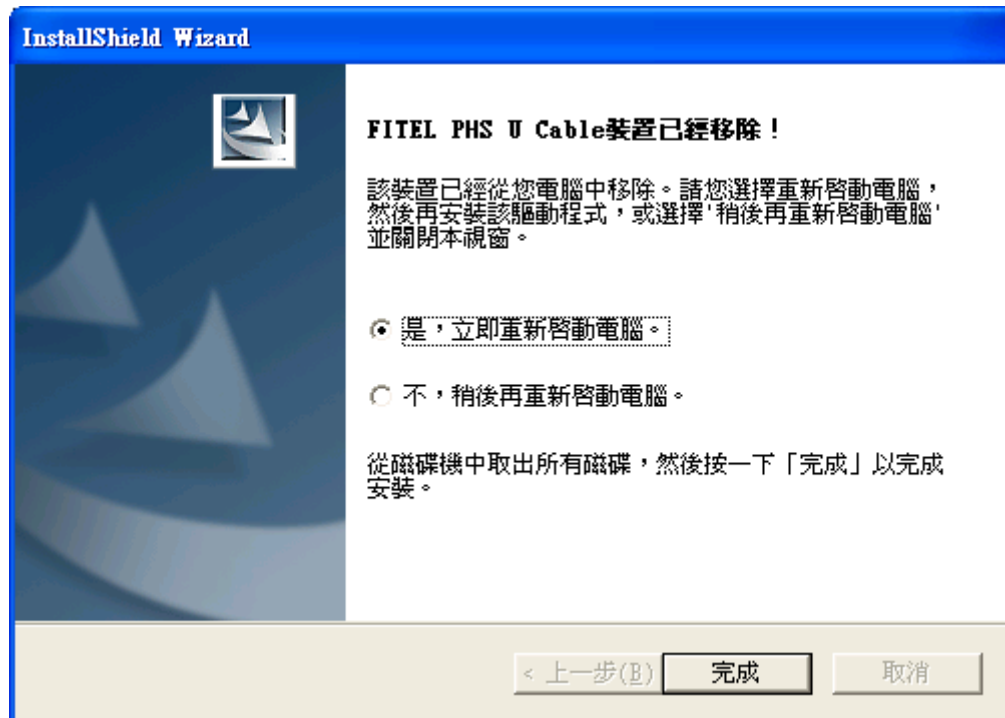 InstallShield Wizard
FITEL PHS U Cable裝置已經移除！
該裝置已經從您電腦中移除。諸您選擇重新啓動電腦，
然後再安裝該驅動程式，或選擇'稍後再重新啓動電腦'
並關閉本視窗。
是，立即重新啓動電腦。
不，稍後再重新啓動電腦。
從磁碟機中取出所有磁碟，然後按一下「完成」以完成
安裝。
< 上一步(B)
完成
取消